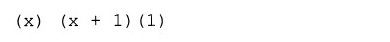 (x) (x + 1)(1)